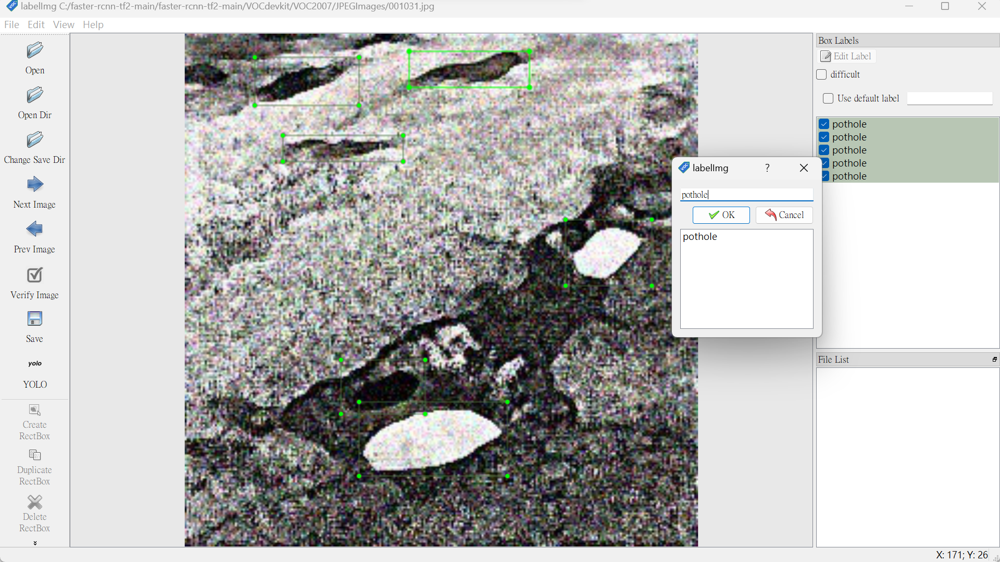 labelImg C:/faster-rcnn-tf2-main/faster-rcnn-tf2-main/VOCdevkit/VOC2007/JPEGImages/001031.jpg
File Edit View Help
Open
Open Dir
Change Save Dir
Next Image
Prev Image
Verify Image
Save
yolo
YOLO
Create
RectBox
Duplicate
RectBox
Delete
RectBox
VOC labelImg ?
pothole
OK Cancel
pothole
Box Labels
Edit Label
difficult
Use default label
pothole
pothole
pothole
pothole
pothole
File List
X: 171; Y: 26